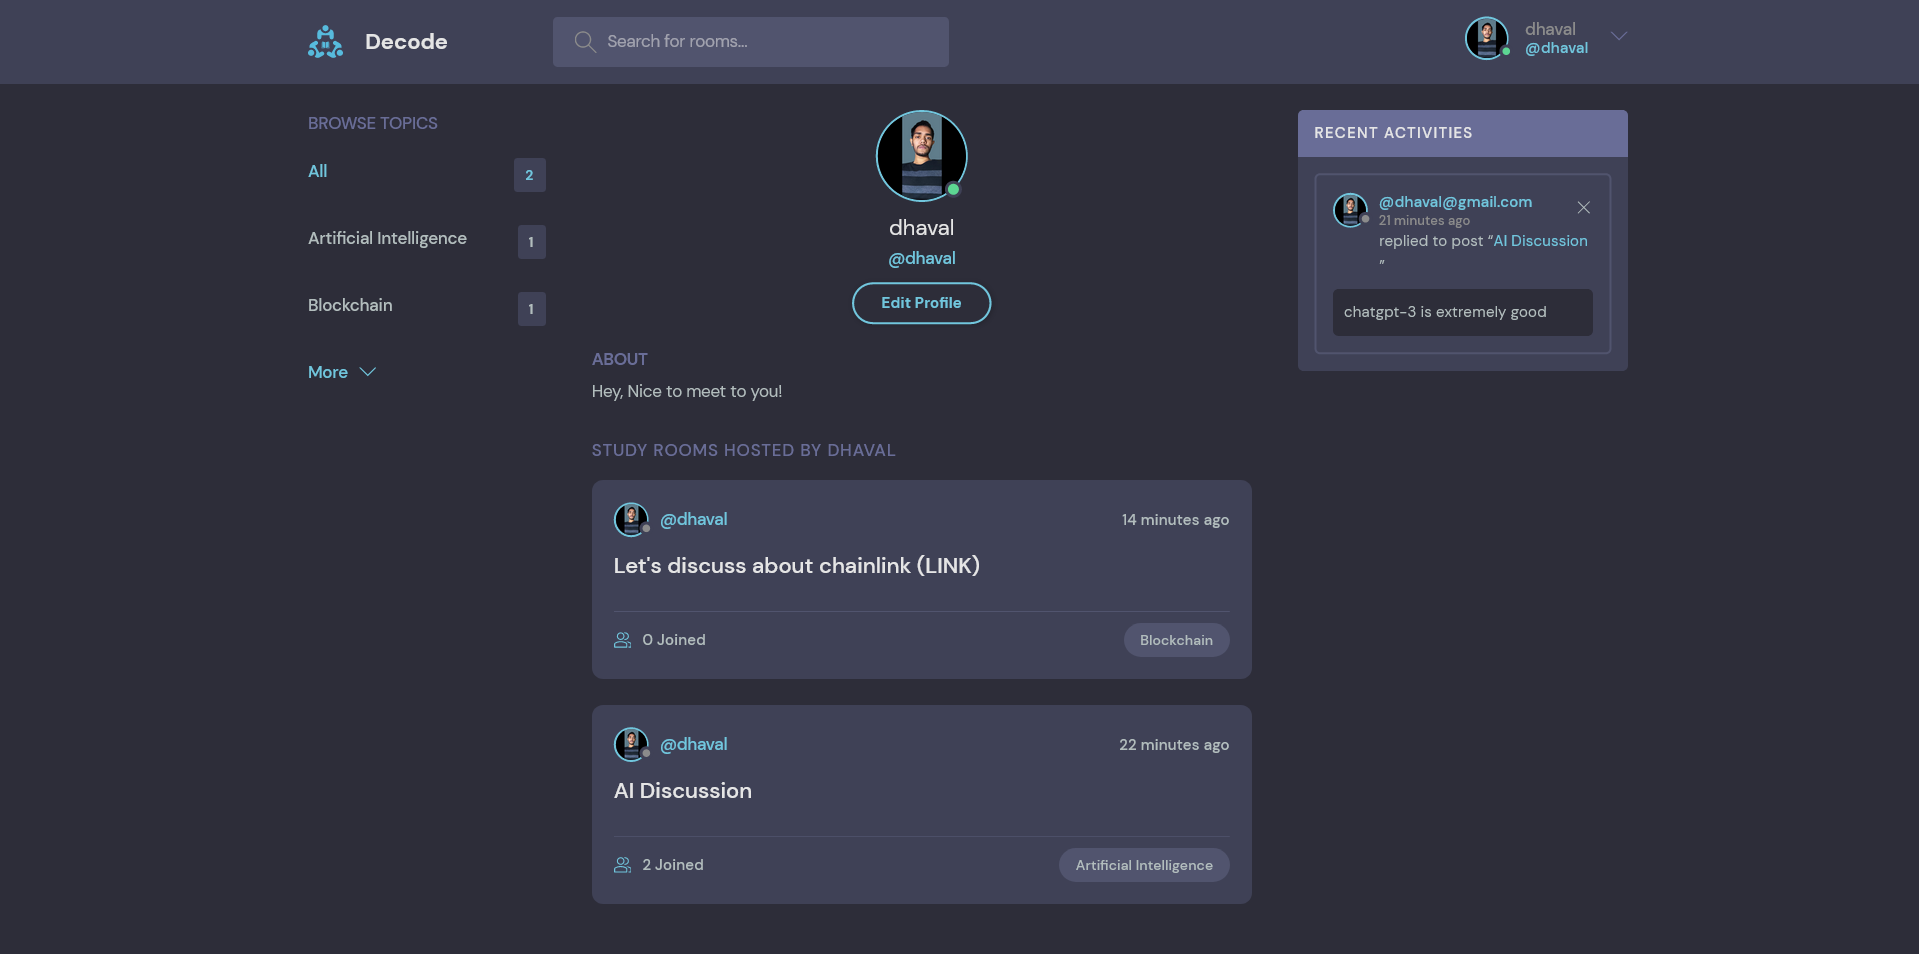 Decode
Search for rooms...
dhaval
@dhaval
BROWSE TOPICS
All 2
Artificial Intelligence 1
Blockchain 1
More
dhaval
@dhaval
Edit Profile
ABOUT
Hey, Nice to meet to you!
STUDY ROOMS HOSTED BY DHAVAL
@dhaval 14 minutes ago
Let's discuss about chainlink (LINK)
0 Joined Blockchain
@dhaval 22 minutes ago
AI Discussion
2 Joined Artificial Intelligence
RECENT ACTIVITIES
@dhaval@gmail.com
21 minutes ago
replied to post “AI Discussion
”
chatgpt-3 is extremely good